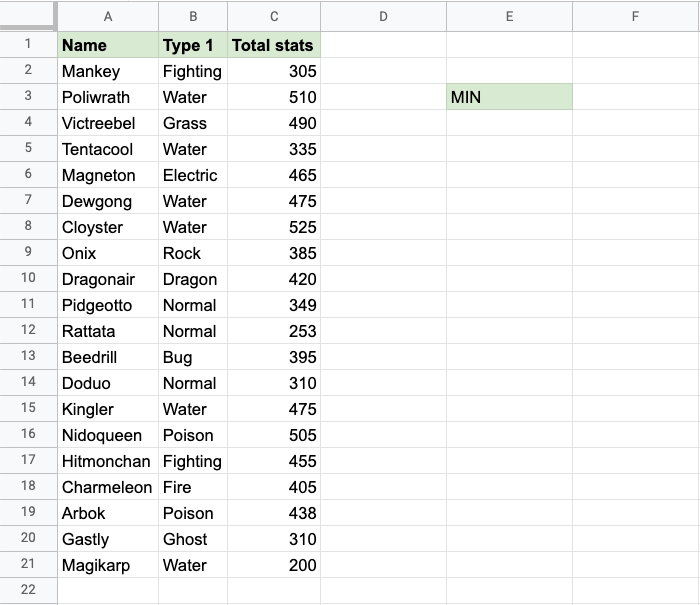 A B C D E F
1 Name Type 1 Total stats
2 Mankey Fighting 305
3 Poliwrath Water 510 MIN
4 Victreebel Grass 490
5 Tentacool Water 335
6 Magneton Electric 465
7 Dewgong Water 475
8 Cloyster Water 525
9 Onix Rock 385
10 Dragonair Dragon 420
11 Pidgeotto Normal 349
12 Rattata Normal 253
13 Beedrill Bug 395
14 Doduo Normal 310
15 Kingler Water 475
16 Nidoqueen Poison 505
17 Hitmonchan Fighting 455
18 Charmeleon Fire 405
19 Arbok Poison 438
20 Gastly Ghost 310
21 Magikarp Water 200
22